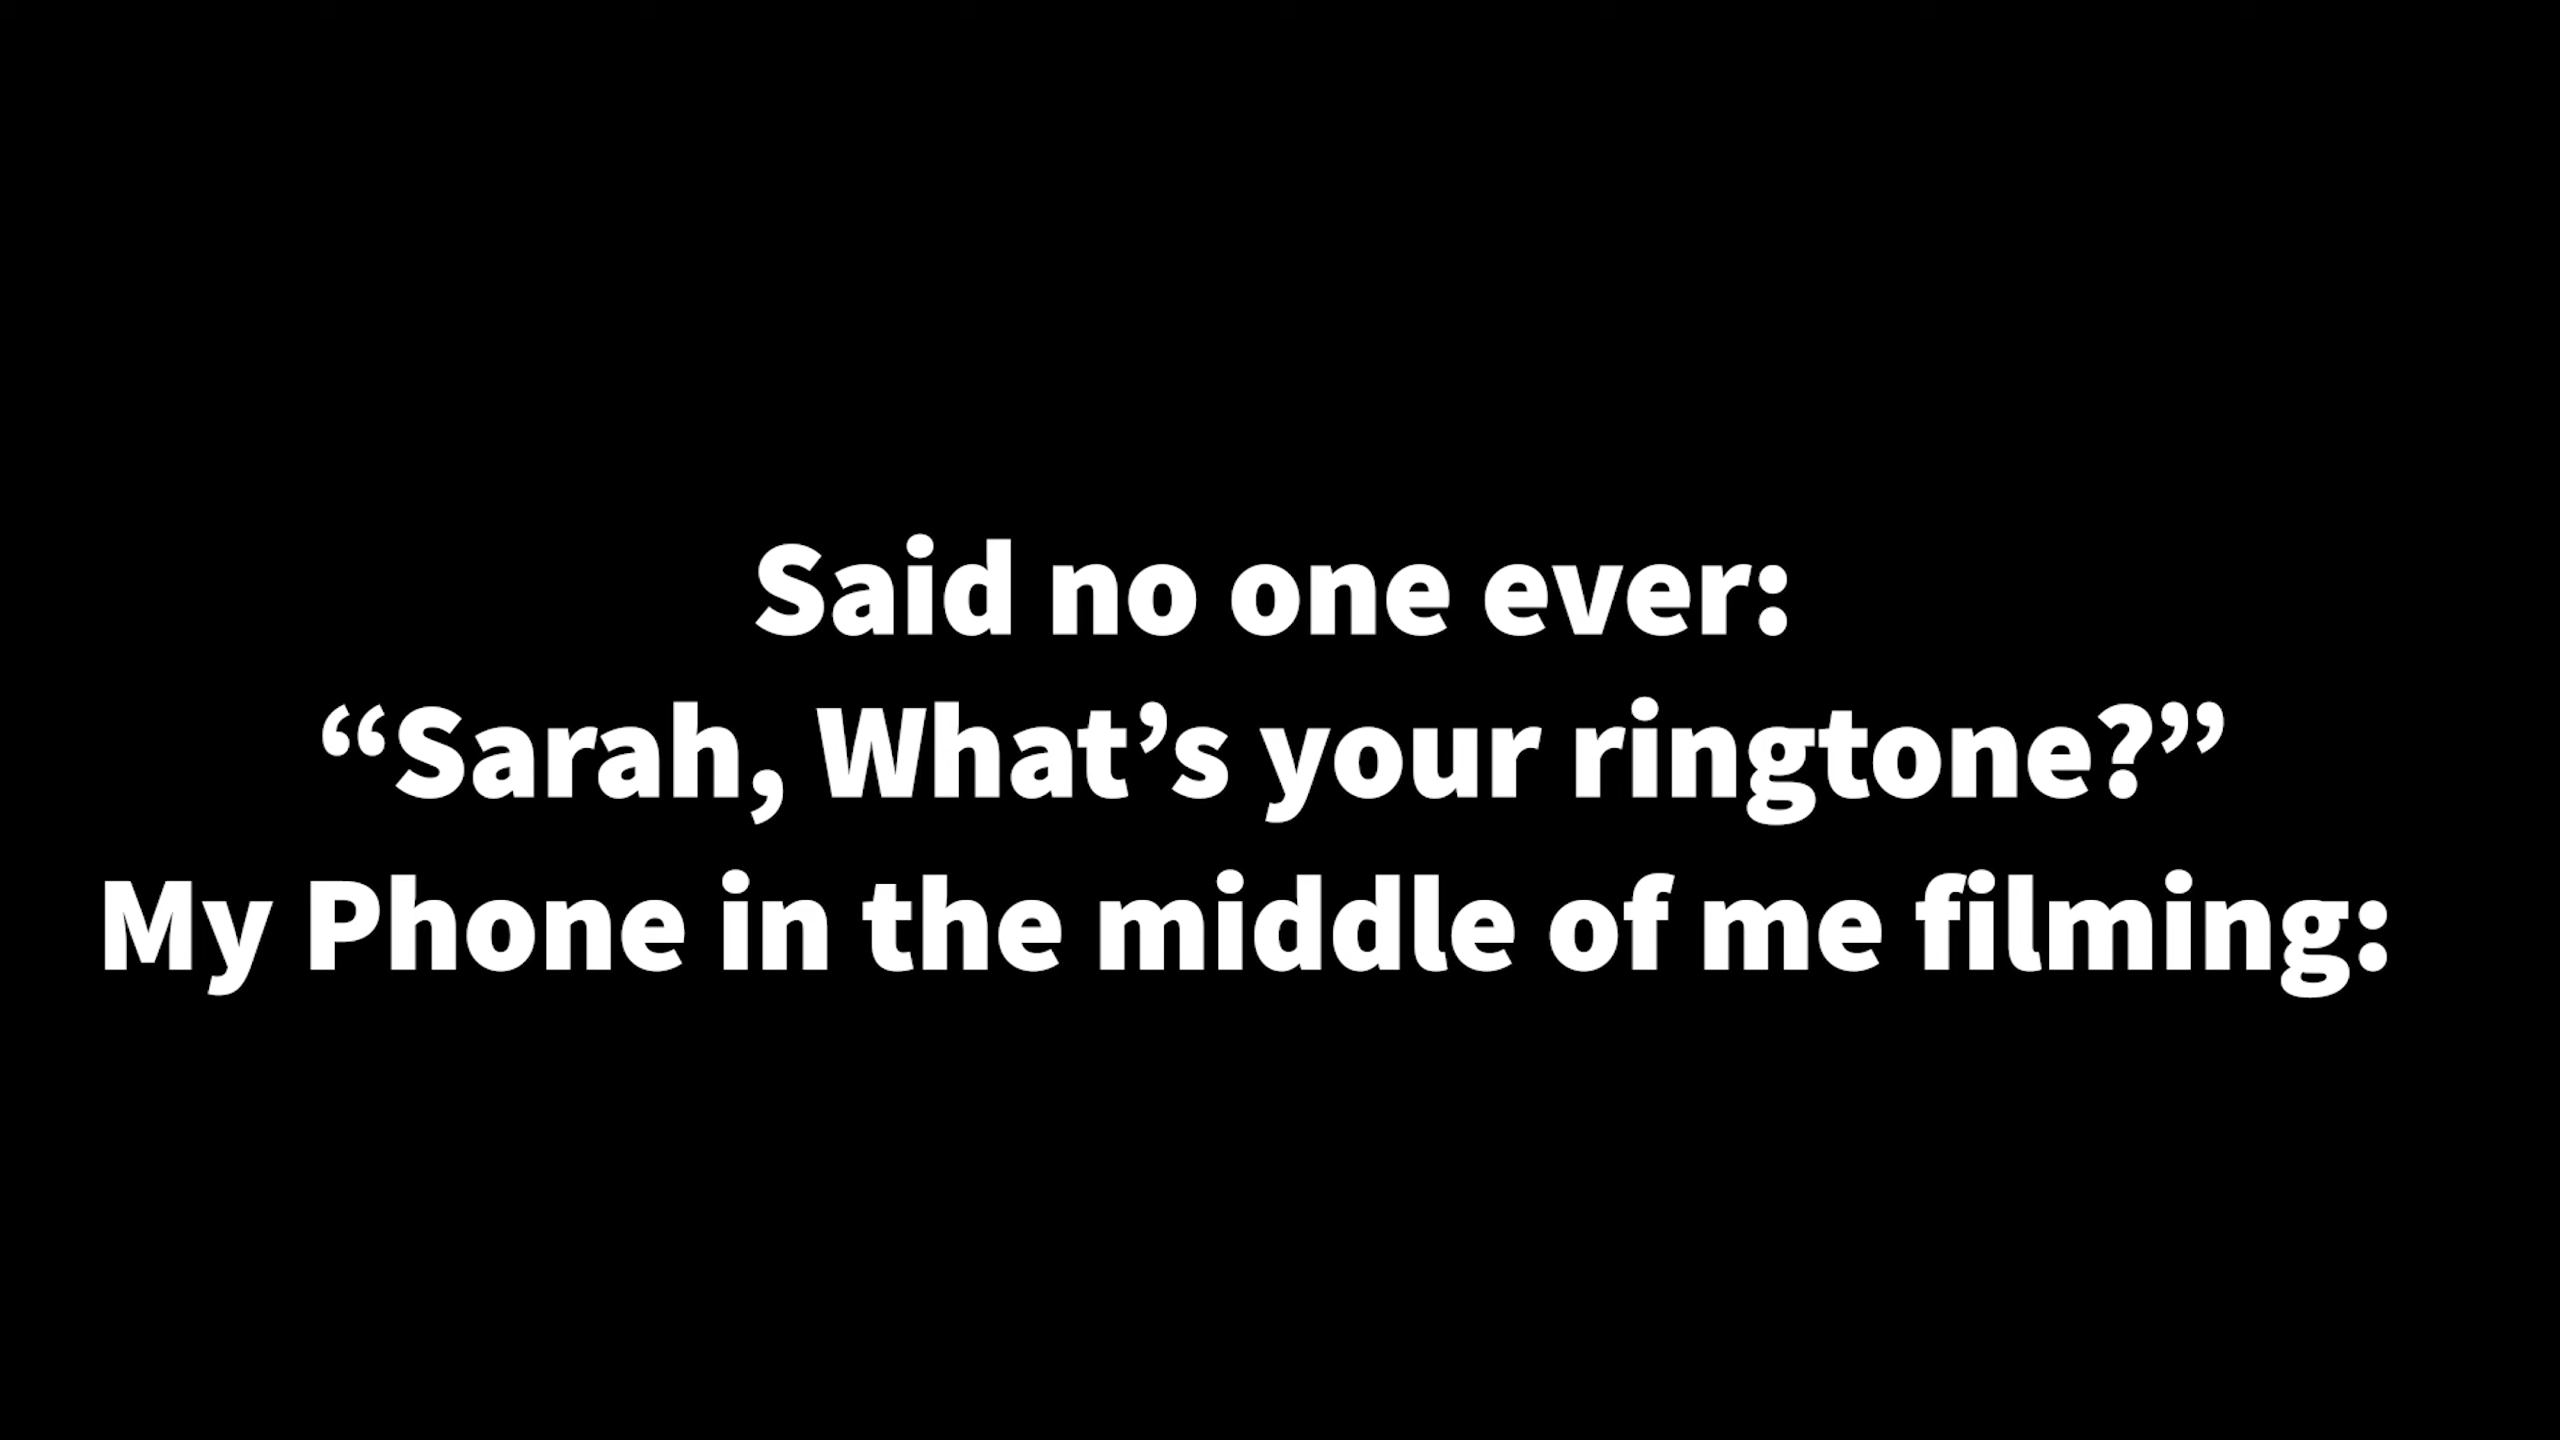 Said no one ever:
“Sarah, What’s your ringtone?”
My Phone in the middle of me filming: